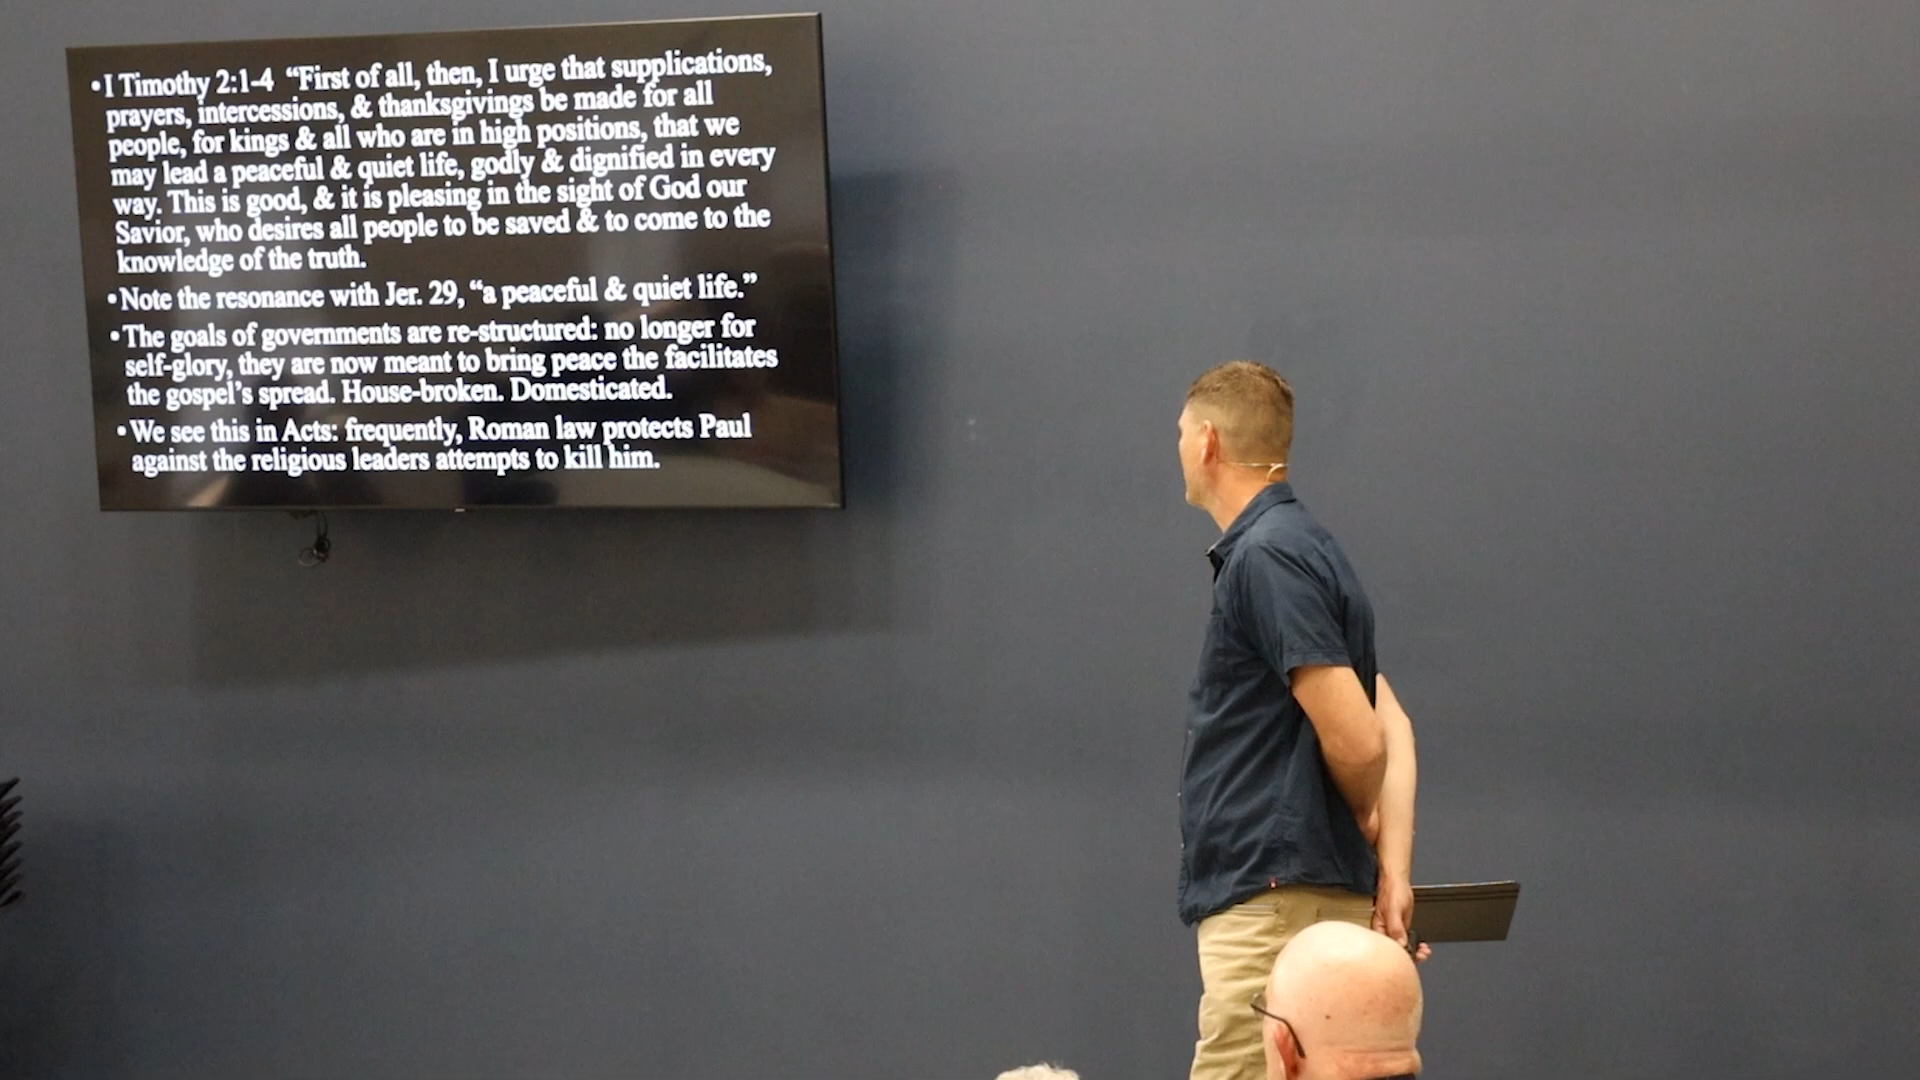 •I Timothy 2:1-4 “First of all, then, I urge that supplications,
prayers, intercessions, & thanksgivings be made for all
people, for kings & all who are in high positions, that we
may lead a peaceful & quiet life, godly & dignified in every
way. This is good, & it is pleasing in the sight of God our
Savior, who desires all people to be saved & to come to the
knowledge of the truth.
•Note the resonance with Jer. 29, “a peaceful & quiet life.”
•The goals of governments are re-structured: no longer for
self-glory, they are now meant to bring peace the facilitates
the gospel’s spread. House-broken. Domesticated.
•We see this in Acts: frequently, Roman law protects Paul
against the religious leaders attempts to kill him.